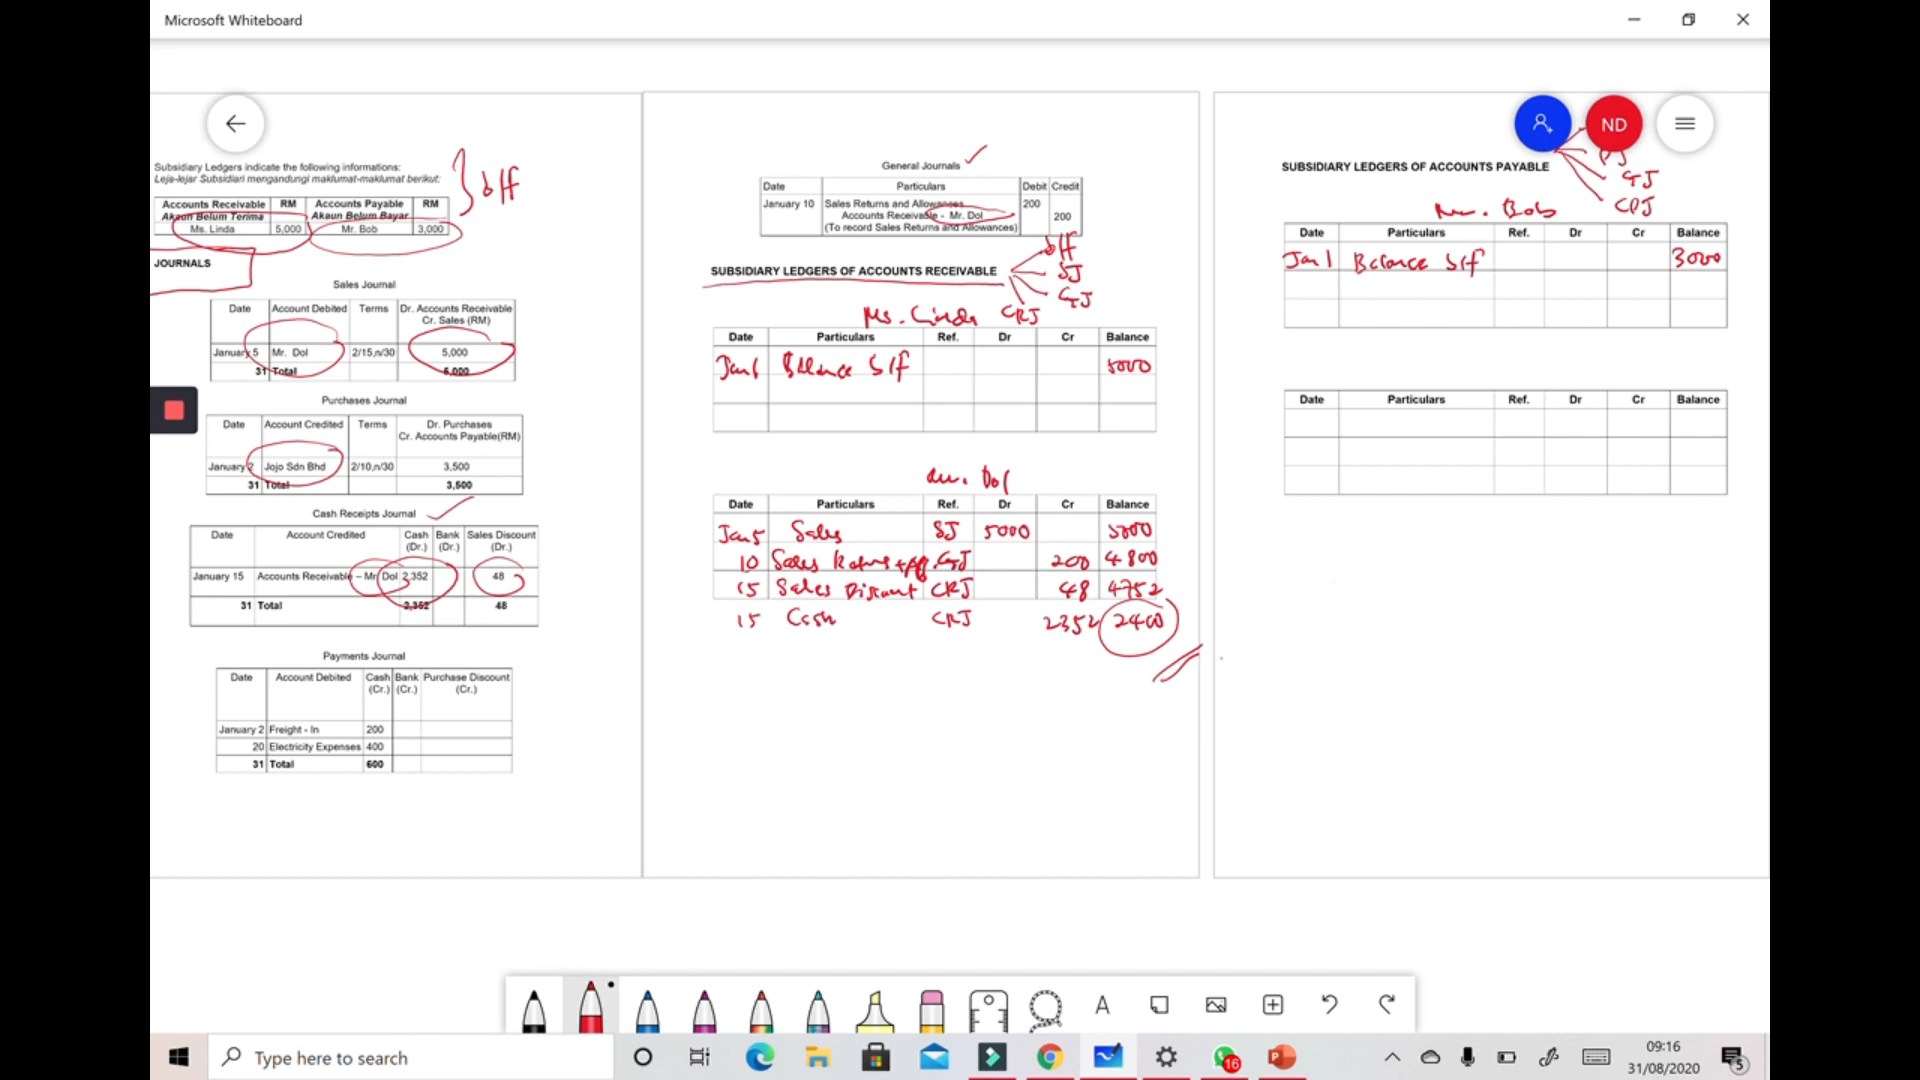 Microsoft Whiteboard
Subsidiary Ledgers indicate the following informations:
Leja-lejar Subsidiari mengandungi maklumat-maklumat berikut:
b/f
Accounts Receivable RM Accounts Payable RM
Akaun Belum Terima Akaun Belum Bayar
Ms. Linda 5,000 Mr. Bob 3,000
JOURNALS
Sales Journal
Date Account Debited Terms Dr. Accounts Receivable
Cr. Sales (RM)
January 5 Mr. Dol 2/15,n/30 5,000
31 Total 5,000
Purchases Journal
Date Account Credited Terms Dr. Purchases
Cr. Accounts Payable(RM)
January 2 Jojo Sdn Bhd 2/10,n/30 3,500
31 Total 3,500
Cash Receipts Journal
Date Account Credited Cash Bank Sales Discount
(Dr.) (Dr.) (Dr.)
January 15 Accounts Receivable – Mr. Dol 2,352 48
31 Total 2,352 48
Payments Journal
Date Account Debited Cash Bank Purchase Discount
(Cr.) (Cr.) (Cr.)
January 2 Freight - In 200
20 Electricity Expenses 400
31 Total 600
General Journals
Date Particulars Debit Credit
January 10 Sales Returns and Allowances 200
Accounts Receivable - Mr. Dol 200
(To record Sales Returns and Allowances)
b/f
SUBSIDIARY LEDGERS OF ACCOUNTS RECEIVABLE SJ
GJ
Ms. Linda CRJ
Date Particulars Ref. Dr Cr Balance
Jan 1 Balance b/f 5000
Mr. Dol
Date Particulars Ref. Dr Cr Balance
Jan 5 Sales SJ 5000 5000
10 Sales Returns + All. GJ 200 4800
15 Sales Discount CRJ 48 4752
15 Cash CRJ 2352 2400
ND
SUBSIDIARY LEDGERS OF ACCOUNTS PAYABLE PJ
GJ
Mr. Bob CPJ
Date Particulars Ref. Dr Cr Balance
Jan 1 Balance b/f 3000
Date Particulars Ref. Dr Cr Balance
A
Type here to search
16
09:16
31/08/2020
5